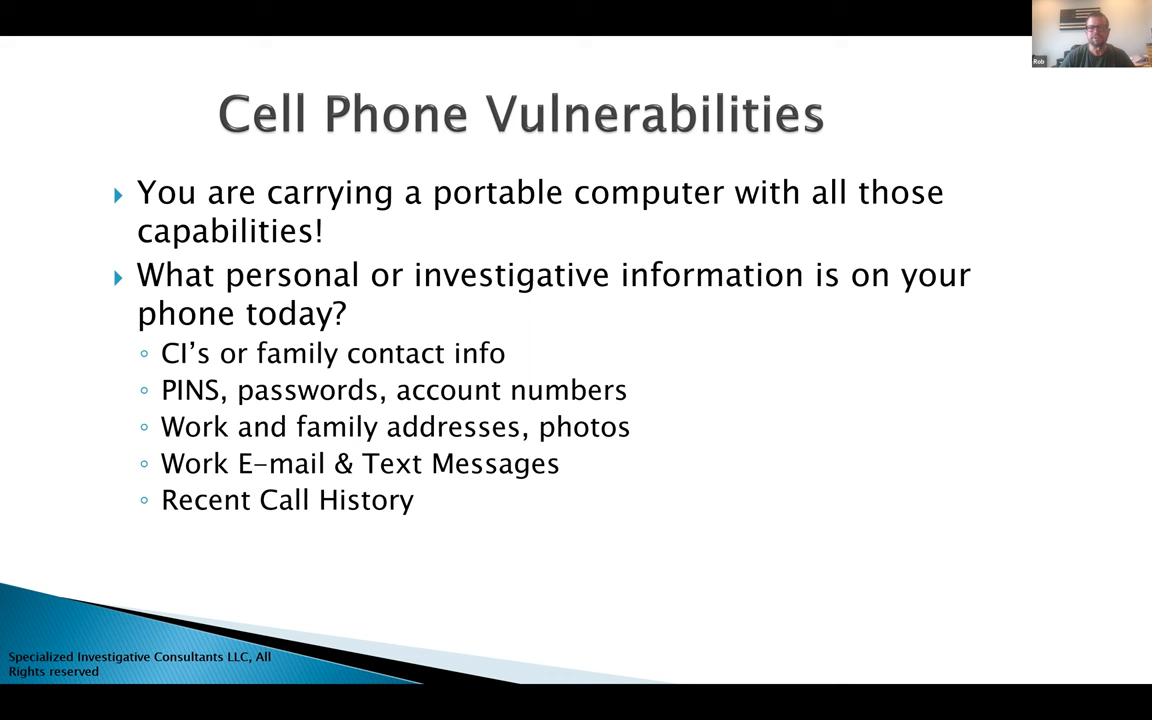 Rob
Cell Phone Vulnerabilities
You are carrying a portable computer with all those
capabilities!
What personal or investigative information is on your
phone today?
CI's or family contact info
PINS, passwords, account numbers
Work and family addresses, photos
Work E-mail & Text Messages
Recent Call History
Specialized Investigative Consultants LLC, All
Rights reserved